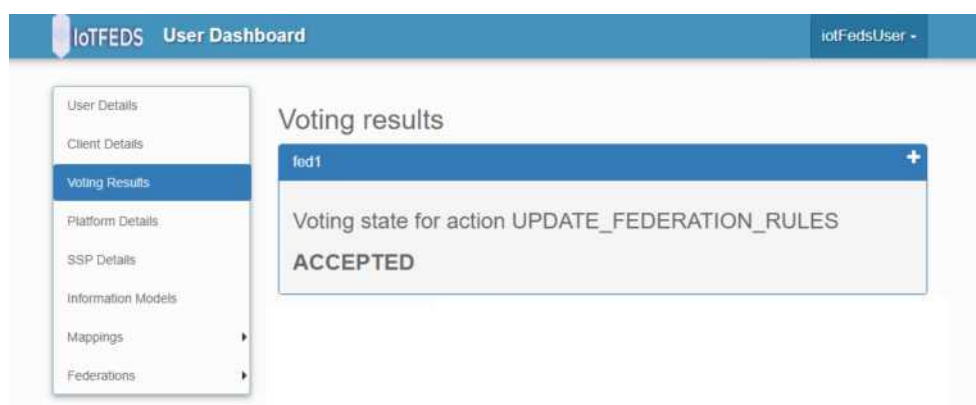 IoTFEDS User Dashboard
iotFedsUser
User Details
Client Details
Voting Results
Platform Details
SSP Details
Information Models
Mappings
Federations
Voting results
fed1
Voting state for action UPDATE_FEDERATION_RULES
ACCEPTED